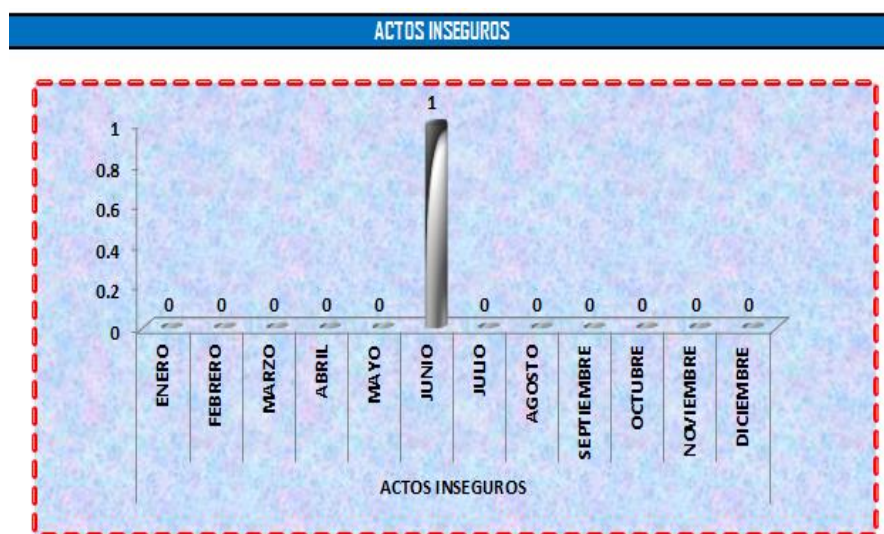 ACTOS INSEGUROS
1
1
0.8
0.6
0.4
0.2
0
0 0 0 0 0 0 0 0 0 0 0
ENERO
FEBRERO
MARZO
ABRIL
MAYO
JUNIO
JULIO
AGOSTO
SEPTIEMBRE
OCTUBRE
NOVIEMBRE
DICIEMBRE
ACTOS INSEGUROS